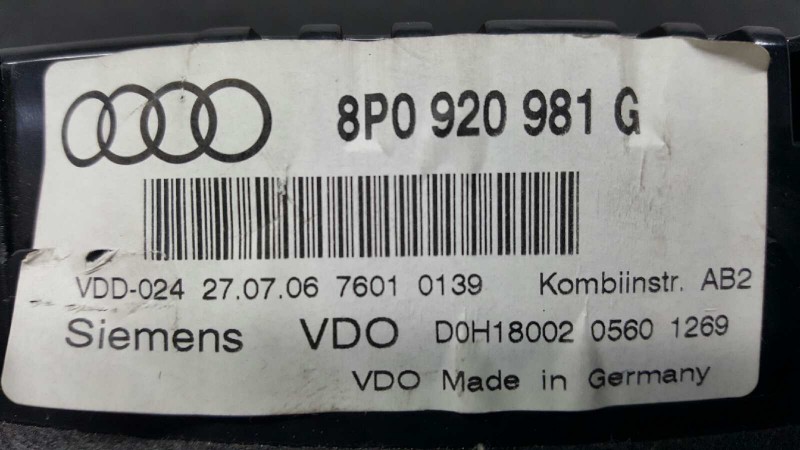 8P0 920 981 G
VDD-024 27.07.06 7601 0139 Kombiinstr. AB2
Siemens VDO D0H18002 0560 1269
VDO Made in Germany